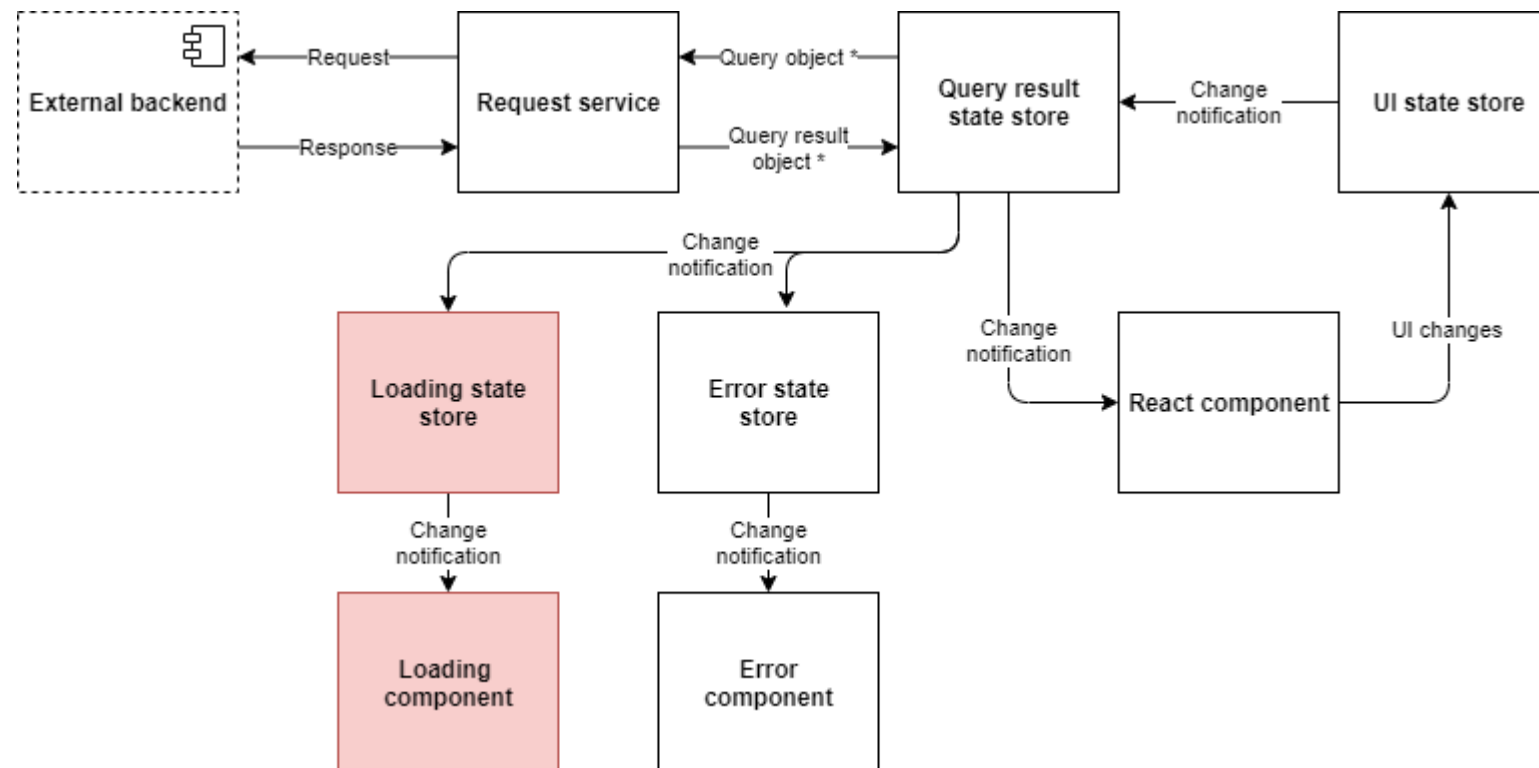 Request
Query object *
External backend
Request service
Query result
state store
Change
notification
UI state store
Response
Query result
object *
Change
notification
Change
notification
UI changes
Loading state
store
Error state
store
React component
Change
notification
Change
notification
Loading
component
Error
component